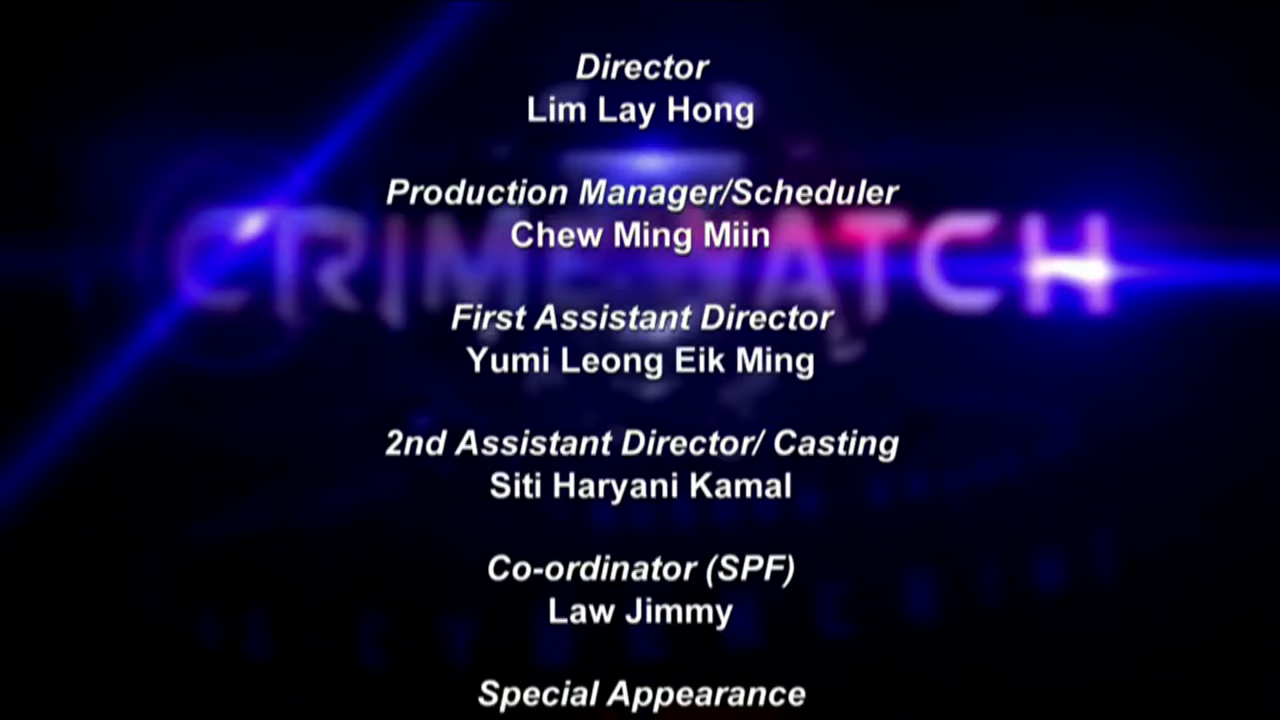 Director
Lim Lay Hong
Production Manager/Scheduler
Chew Ming Miin
CRIMEWATCH
First Assistant Director
Yumi Leong Eik Ming
2nd Assistant Director/ Casting
Siti Haryani Kamal
Co-ordinator (SPF)
Law Jimmy
Special Appearance